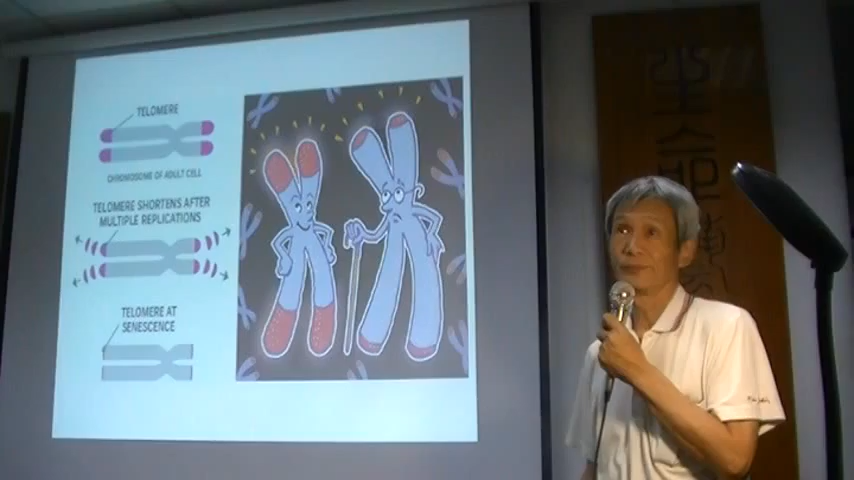 TELOMERE
CHROMOSOME OF ADULT CELL
TELOMERE SHORTENS AFTER
MULTIPLE REPLICATIONS
TELOMERE AT
SENESCENCE